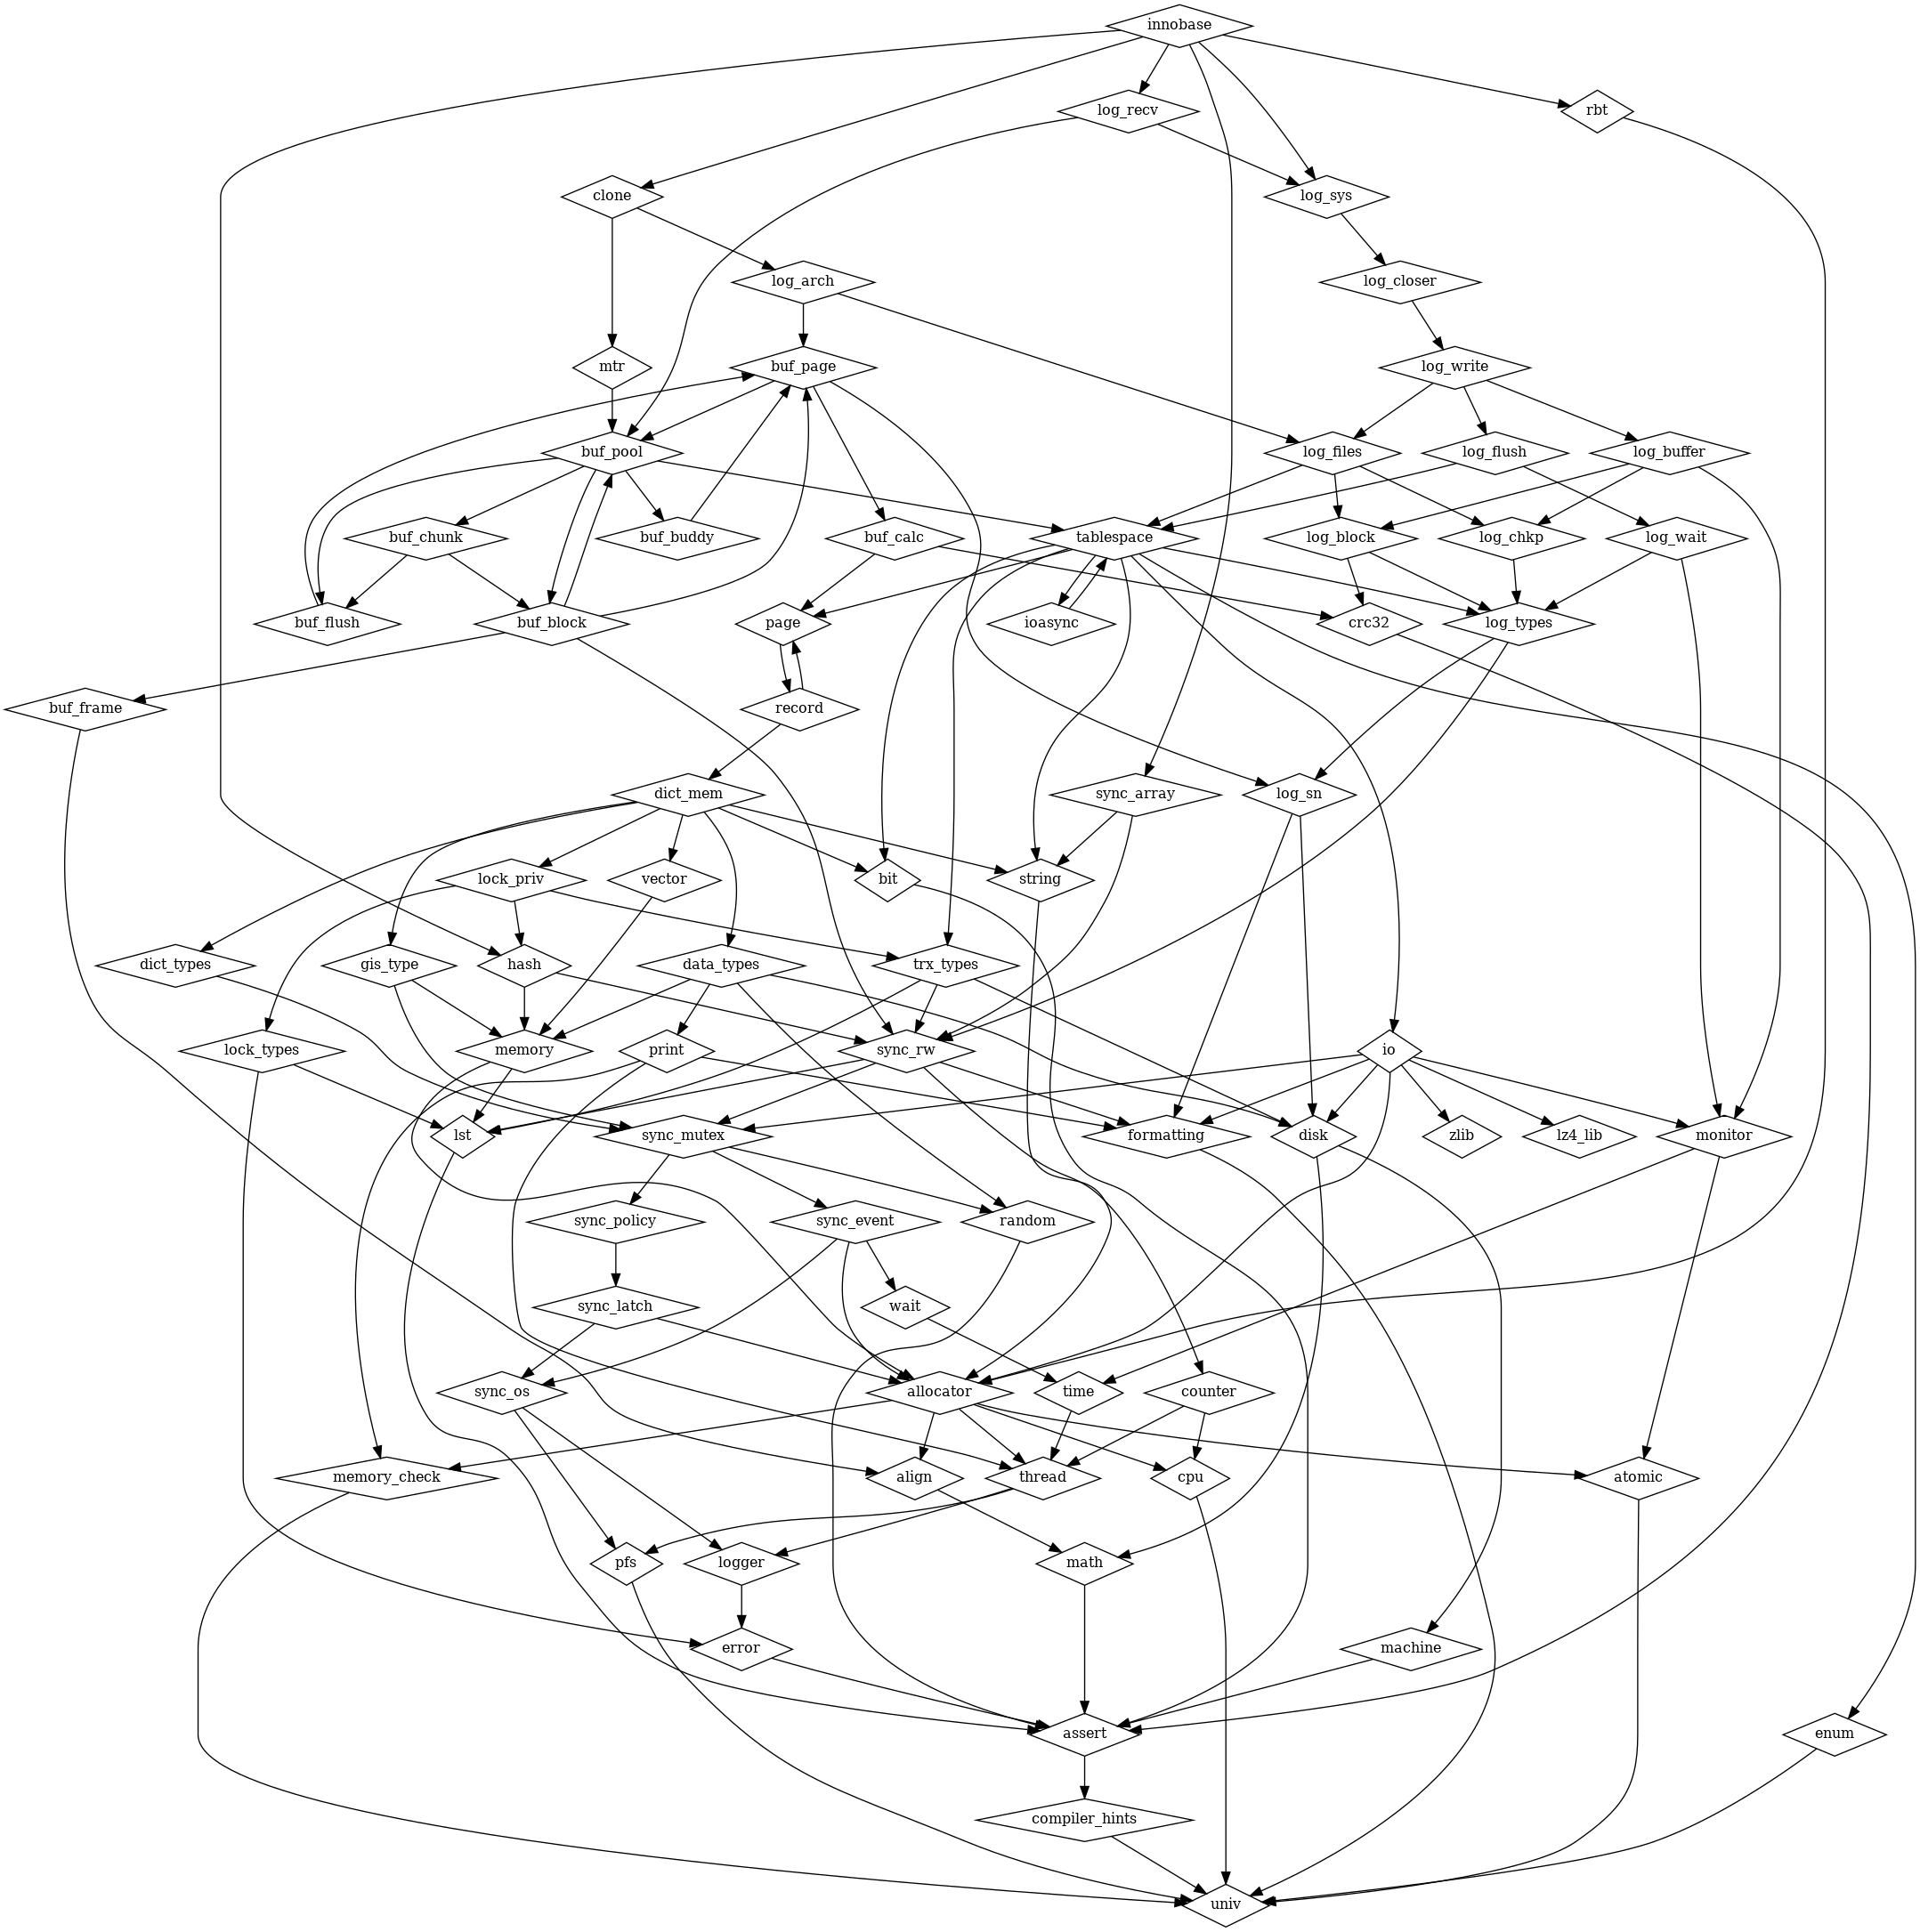 innobase
log_recv
rbt
clone
log_sys
log_arch
log_closer
mtr
buf_page
log_write
buf_pool
log_files
log_flush
log_buffer
buf_chunk
buf_buddy
buf_calc
tablespace
log_block
log_chkp
log_wait
buf_flush
buf_block
page
ioasync
crc32
log_types
buf_frame
record
dict_mem
sync_array
log_sn
lock_priv
vector
bit
string
dict_types
gis_type
hash
data_types
trx_types
lock_types
memory
print
sync_rw
io
lst
sync_mutex
formatting
disk
zlib
lz4_lib
monitor
sync_policy
sync_event
random
sync_latch
wait
sync_os
allocator
time
counter
memory_check
align
thread
cpu
atomic
pfs
logger
math
error
machine
assert
enum
compiler_hints
univ